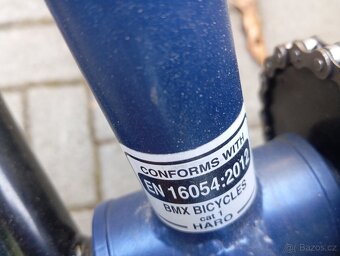 CONFORMS WITH
EN 16054:2012
BMX BICYCLES
cat 1
HARO
Bazos.cz